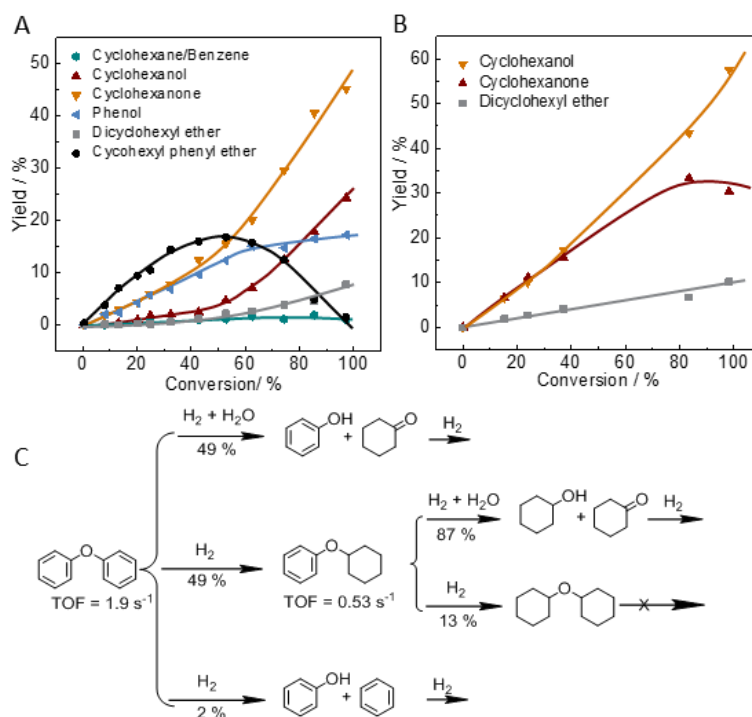 A
Cyclohexane/Benzene
Cyclohexanol
Cyclohexanone
Phenol
Dicyclohexyl ether
Cycohexyl phenyl ether
Yield / %
50
40
30
20
10
0
0 20 40 60 80 100
Conversion/ %
B
Cyclohexanol
Cyclohexanone
Dicyclohexyl ether
Yield / %
60
50
40
30
20
10
0
0 20 40 60 80 100
Conversion / %
C
H2 + H2O
49 %
OH
+
O
H2
O
TOF = 1.9 s-1
H2
49 %
O
TOF = 0.53 s-1
H2 + H2O
87 %
OH
+
O
H2
H2
13 %
O
X
H2
2 %
OH
+
H2